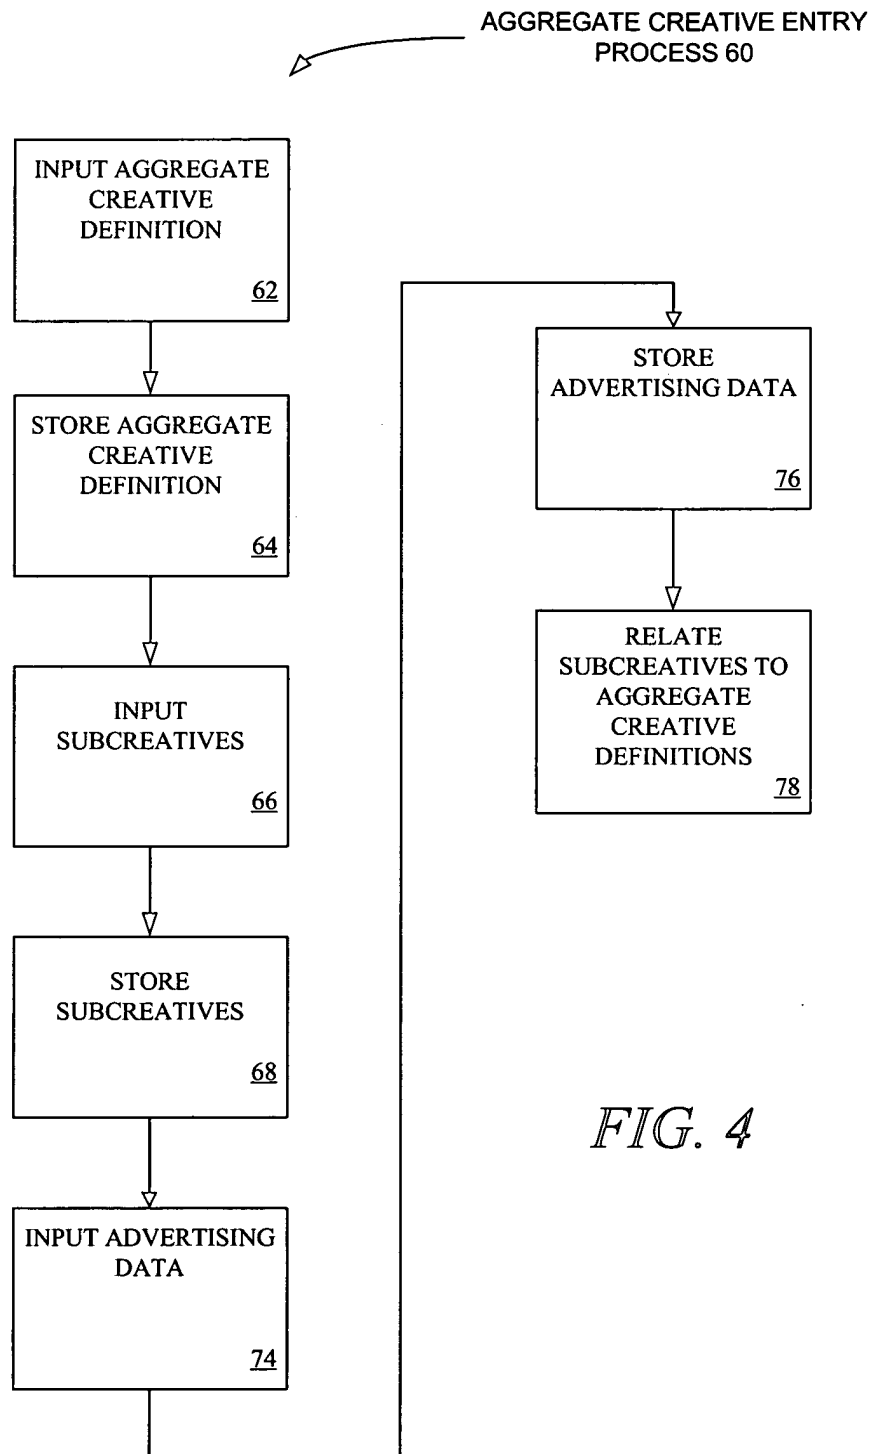 AGGREGATE CREATIVE ENTRY
PROCESS 60
INPUT AGGREGATE
CREATIVE
DEFINITION
62
STORE AGGREGATE
CREATIVE
DEFINITION
64
INPUT
SUBCREATIVES
66
STORE
SUBCREATIVES
68
INPUT ADVERTISING
DATA
74
STORE
ADVERTISING DATA
76
RELATE
SUBCREATIVES TO
AGGREGATE
CREATIVE
DEFINITIONS
78
FIG. 4